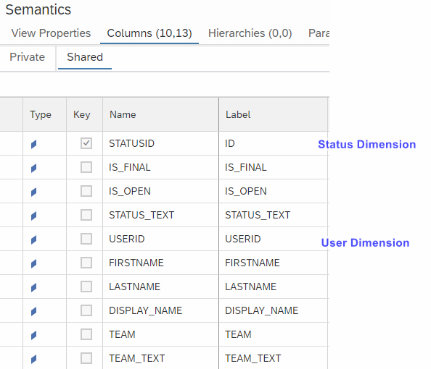 Semantics
View Properties Columns (10,13) Hierarchies (0,0) Para
Private Shared
Type Key Name Label
STATUSID ID Status Dimension
IS_FINAL IS_FINAL
IS_OPEN IS_OPEN
STATUS_TEXT STATUS_TEXT
USERID USERID User Dimension
FIRSTNAME FIRSTNAME
LASTNAME LASTNAME
DISPLAY_NAME DISPLAY_NAME
TEAM TEAM
TEAM_TEXT TEAM_TEXT